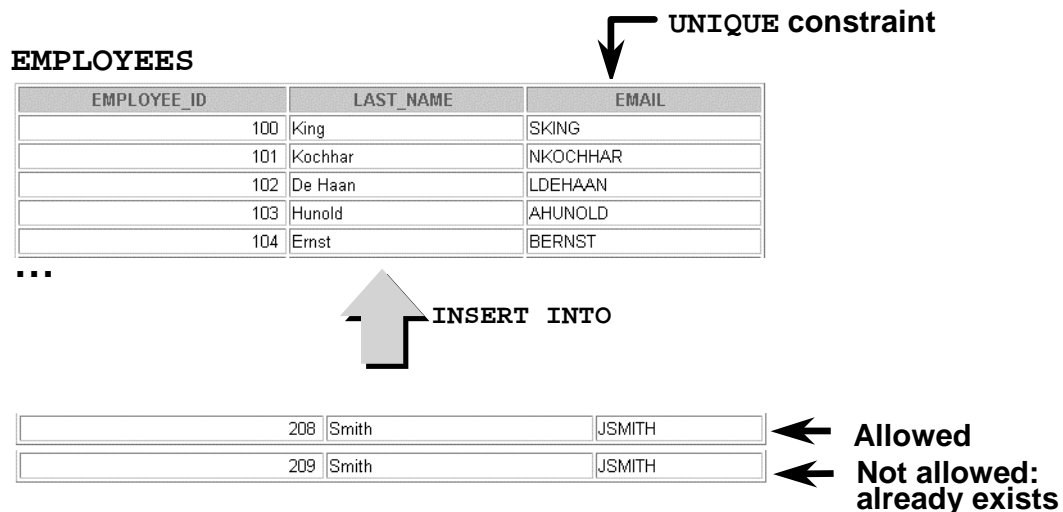 UNIQUE constraint
EMPLOYEES
EMPLOYEE_ID LAST_NAME EMAIL
100 King SKING
101 Kochhar NKOCHHAR
102 De Haan LDEHAAN
103 Hunold AHUNOLD
104 Ernst BERNST
…
INSERT INTO
208 Smith JSMITH Allowed
209 Smith JSMITH Not allowed:
already exists